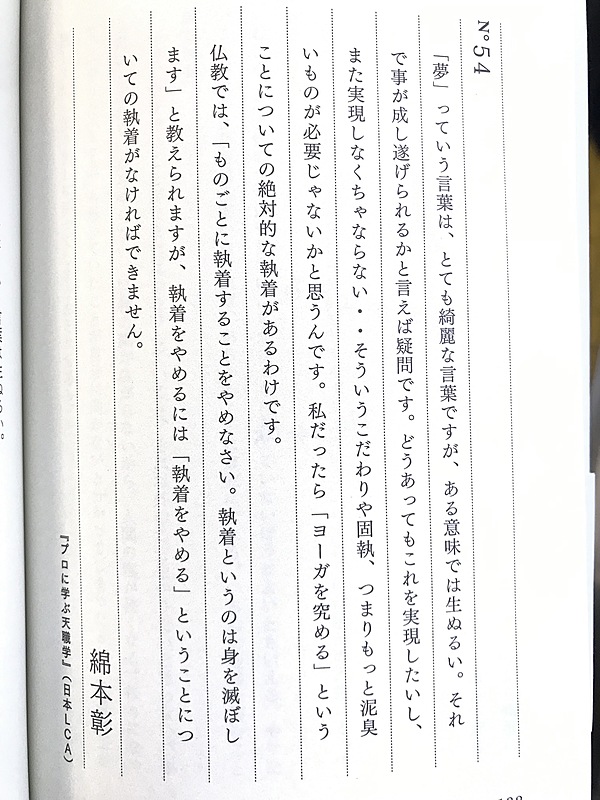 N°54
「夢」っていう言葉は、とても綺麗な言葉ですが、ある意味では生ぬるい。それ
で事が成し遂げられるかと言えば疑問です。どうあってもこれを実現したいし、
また実現しなくちゃならない・・そういうこだわりや固執、つまりもっと泥臭
いものが必要じゃないかと思うんです。私だったら「ヨーガを究める」という
ことについての絶対的な執着があるわけです。
仏教では、「ものごとに執着することをやめなさい。執着というのは身を滅ぼし
ます」と教えられますが、執着をやめるには「執着をやめる」ということにつ
いての執着がなければできません。
綿本彰
『プロに学ぶ天職学』（日本LCA）